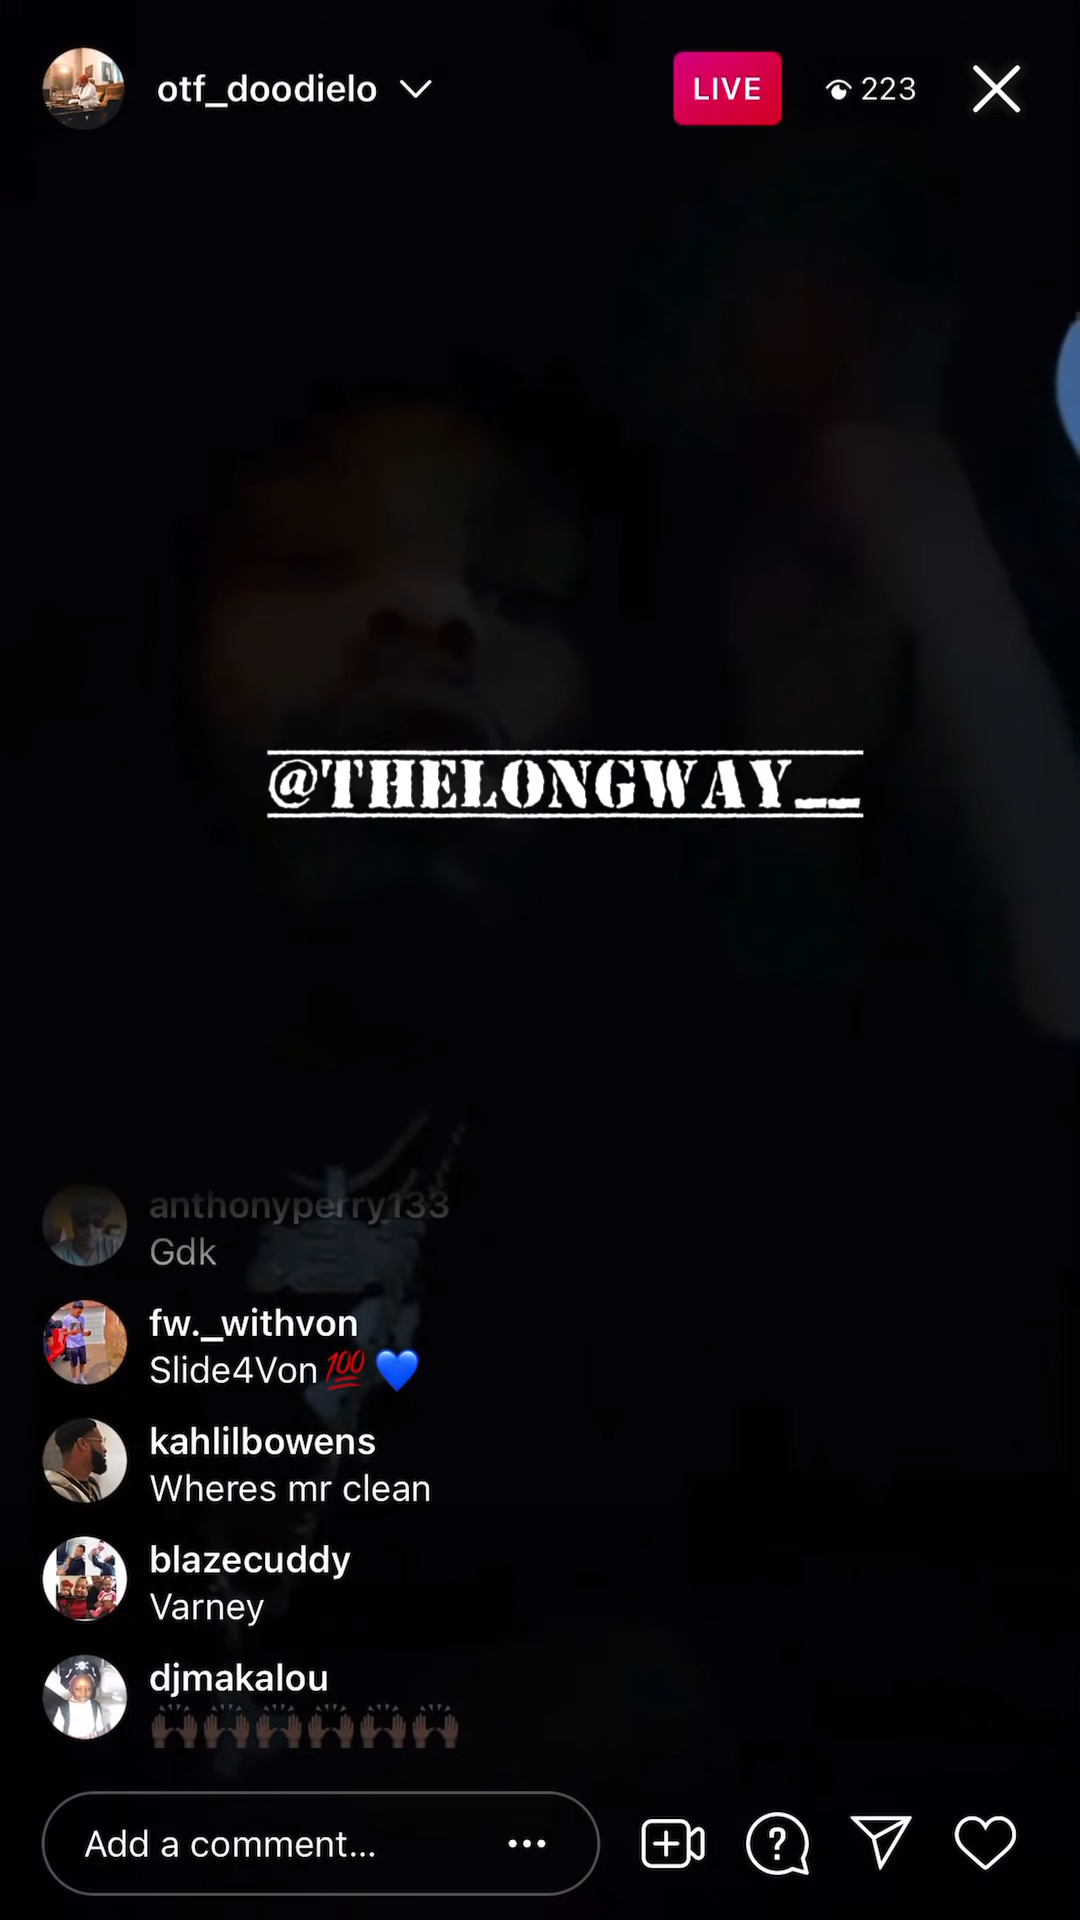 otf_doodielo
LIVE
223
@THELONGWAY__
anthonyperry133
Gdk
fw._withvon
Slide4Von💯💙
kahlilbowens
Wheres mr clean
blazecuddy
Varney
djmakalou
🙌🏿🙌🏿🙌🏿🙌🏿🙌🏿🙌🏿
Add a comment...